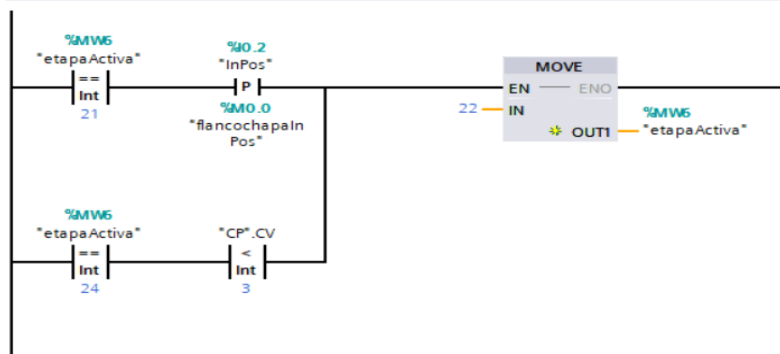 %MW6
"etapaActiva"
==
Int
21
%I0.2
"InPos"
P
%M0.0
"flancochapaIn
Pos"
MOVE
EN
ENO
22
IN
OUT1
%MW6
"etapaActiva"
%MW6
"etapaActiva"
==
Int
24
"CP".CV
<
Int
3